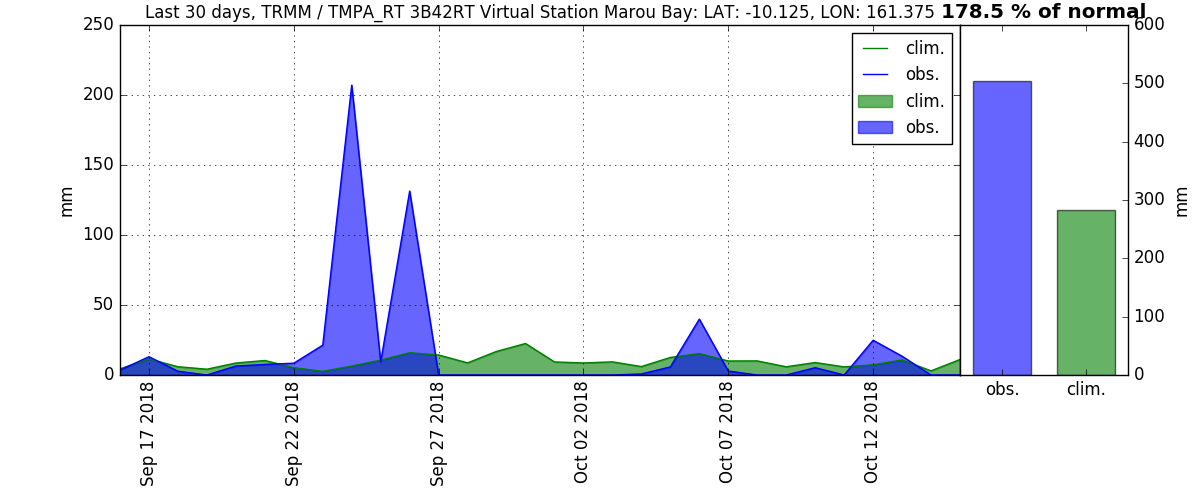 Last 30 days, TRMM / TMPA_RT 3B42RT Virtual Station Marou Bay: LAT: -10.125, LON: 161.375 178.5 % of normal
250
200
150
100
50
0
mm
clim.
obs.
clim.
obs.
600
500
400
300
200
100
0
mm
obs.
clim.
Sep 17 2018
Sep 22 2018
Sep 27 2018
Oct 02 2018
Oct 07 2018
Oct 12 2018